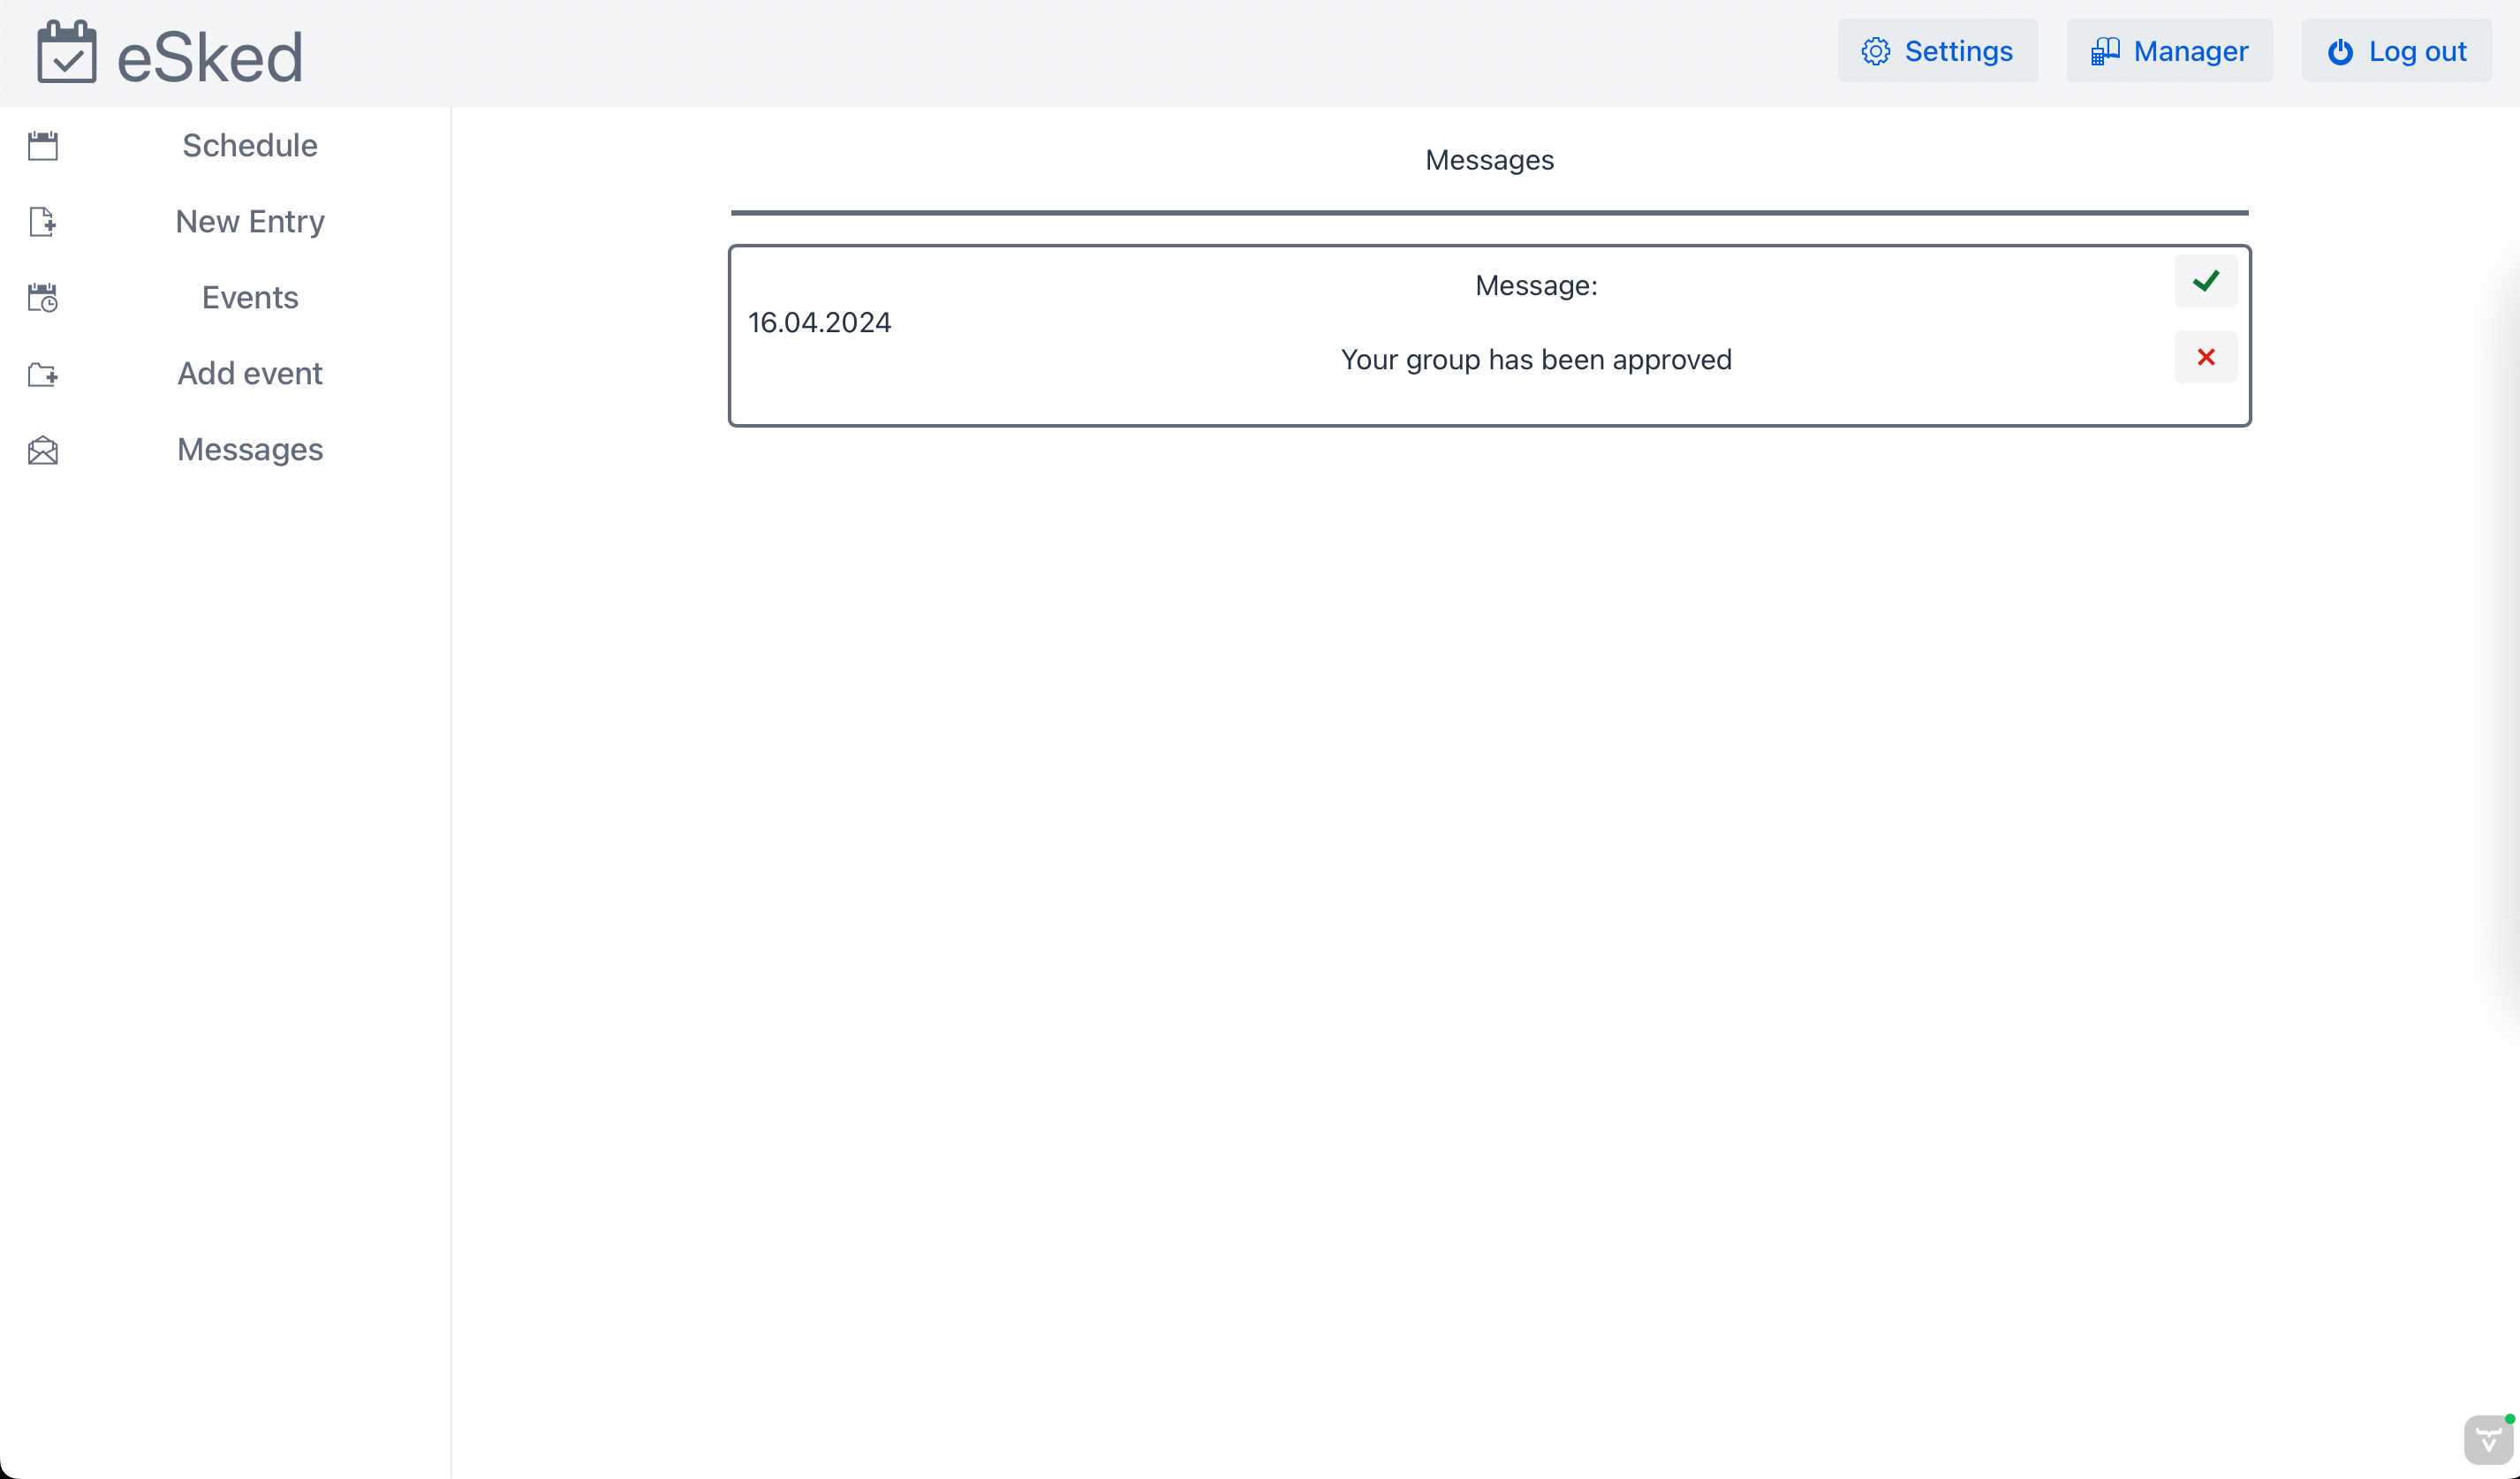 eSked
Settings
Manager
Log out
Schedule
New Entry
Events
Add event
Messages
Messages
16.04.2024
Message:
Your group has been approved